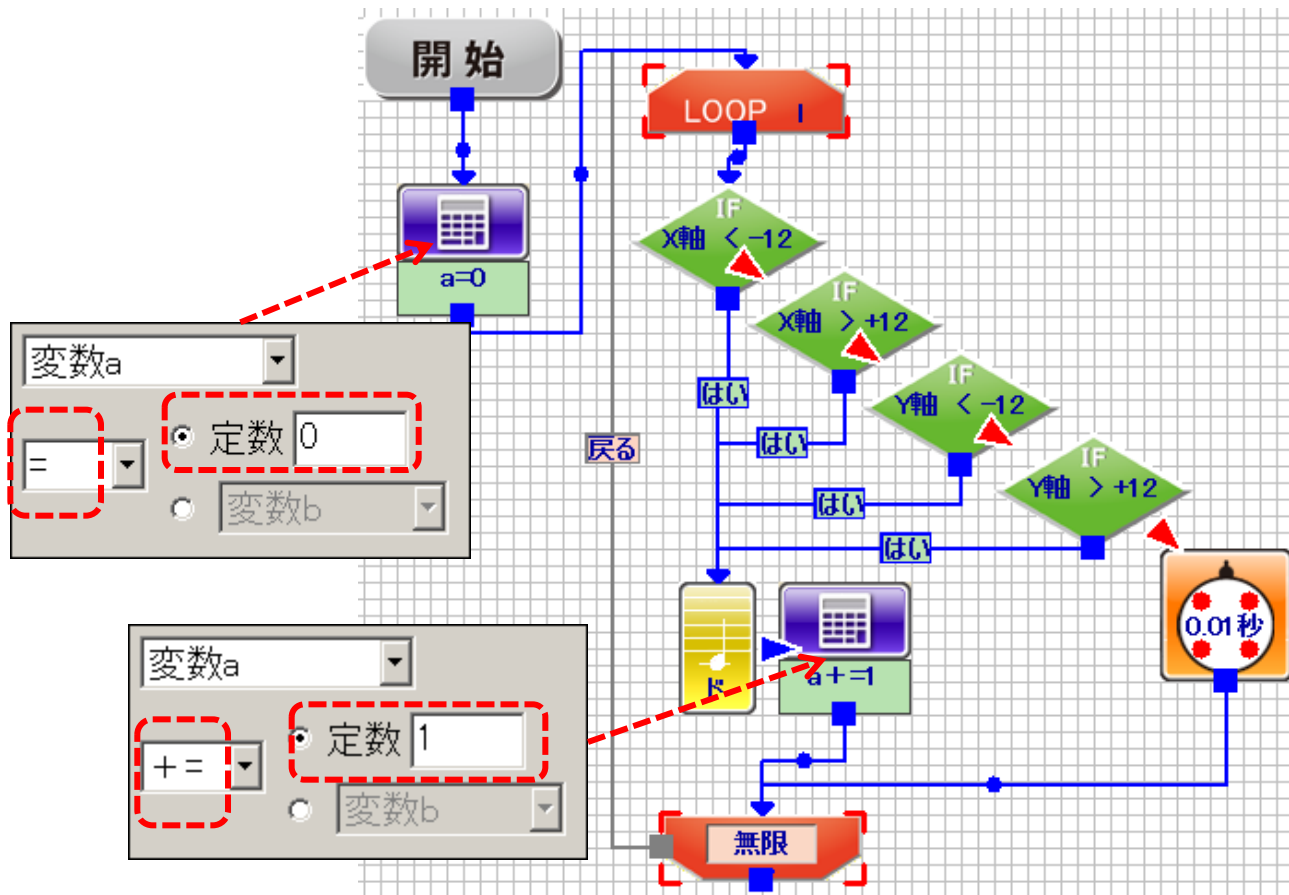 開始
LOOP I
IF
X軸 < -12
a=0
IF
X軸 > +12
変数a
定数 0
=
変数b
はい
IF
Y軸 < -12
はい
戻る
IF
Y軸 > +12
はい
はい
0.01秒
ド
a+=1
変数a
定数 1
+=
変数b
無限